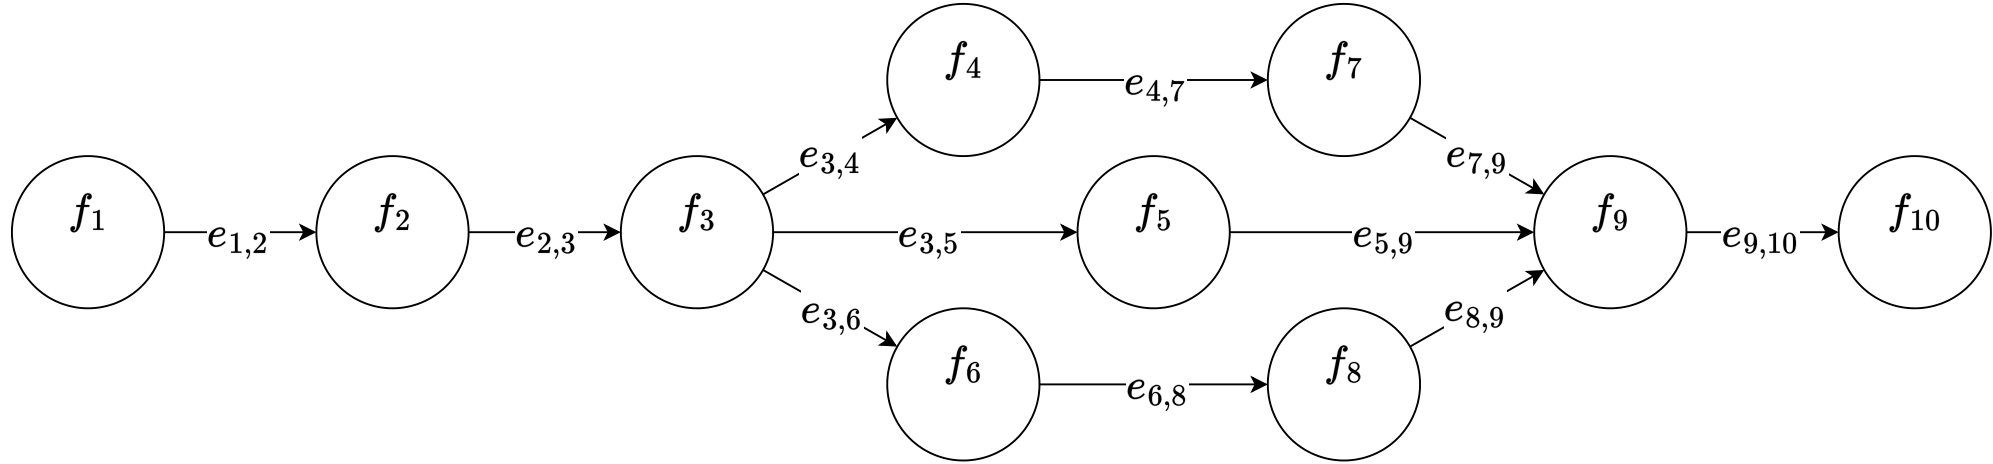 f4 e4,7 f7
e3,4 e7,9
f1 e1,2 f2 e2,3 f3 e3,5 f5 e5,9 f9 e9,10 f10
e3,6 e8,9
f6 e6,8 f8